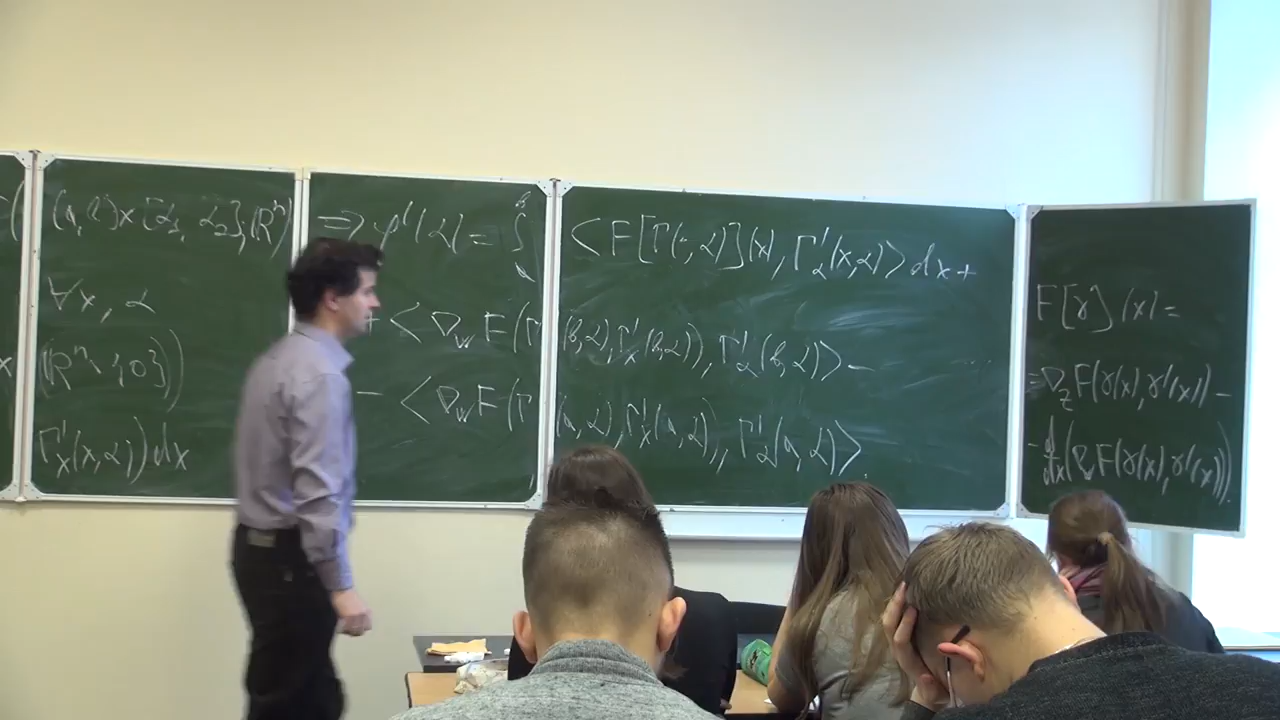 (a,b)×[α₁, α₂]; ℝⁿ)
∀x, α
(ℝⁿ \ {0}))
Γ'ₓ(x,α)) dx
⇒ φ'(α) = ∫ <F[Γ(·,α)](x), Γ'_α(x,α)> dx +
+ <∇_w F(Γ(b,α), Γ'ₓ(b,α)), Γ'_α(b,α)> −
− <∇_w F(Γ(a,α), Γ'ₓ(a,α)), Γ'_α(a,α)>.
F[γ](x) =
= ∇_z F(γ(x), γ'(x)) −
− d/dx (∇_w F(γ(x), γ'(x))).